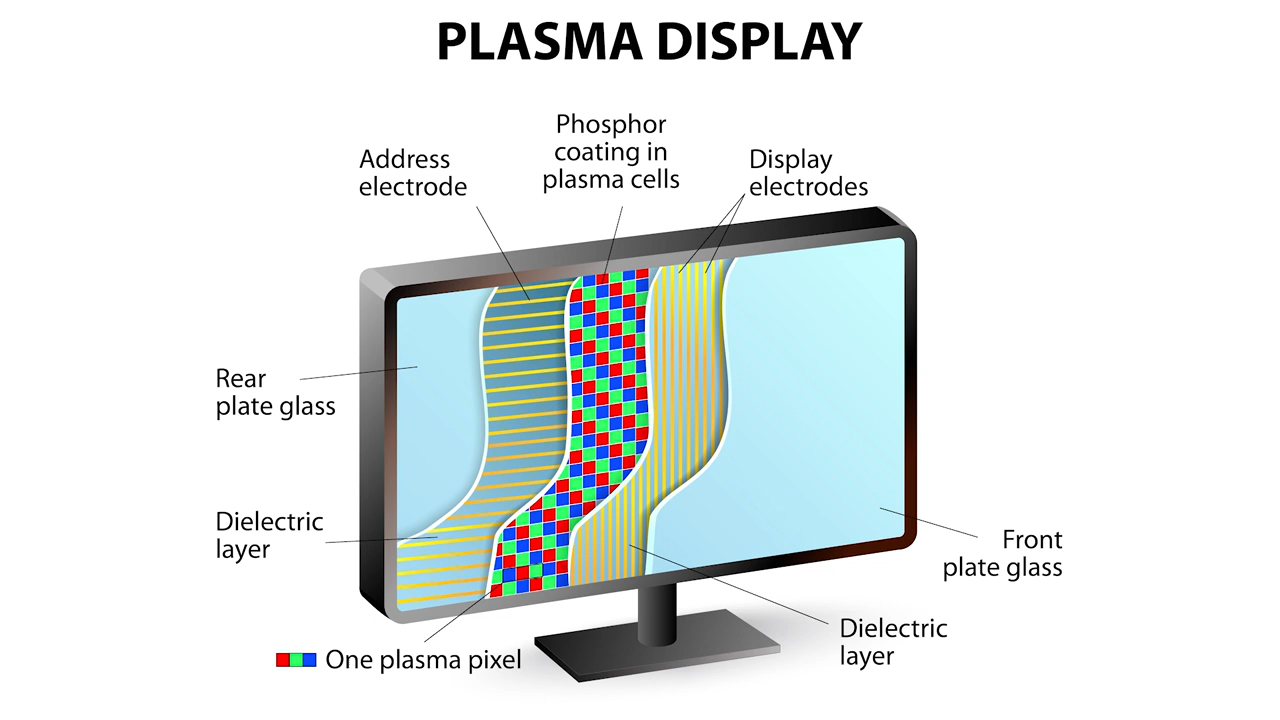 PLASMA DISPLAY
Phosphor
coating in
plasma cells
Address
electrode
Display
electrodes
Rear
plate glass
Dielectric
layer
Front
plate glass
Dielectric
layer
One plasma pixel